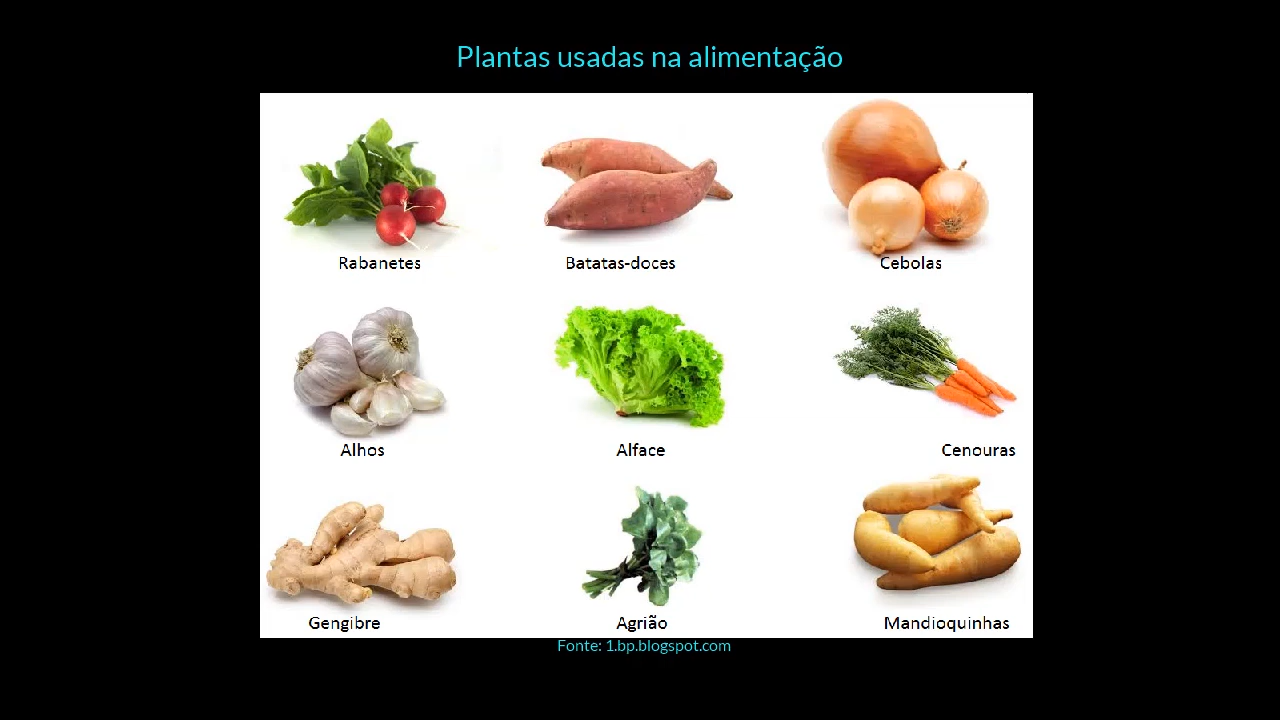 Plantas usadas na alimentação
Rabanetes
Batatas-doces
Cebolas
Alhos
Alface
Cenouras
Gengibre
Agrião
Mandioquinhas
Fonte: 1.bp.blogspot.com